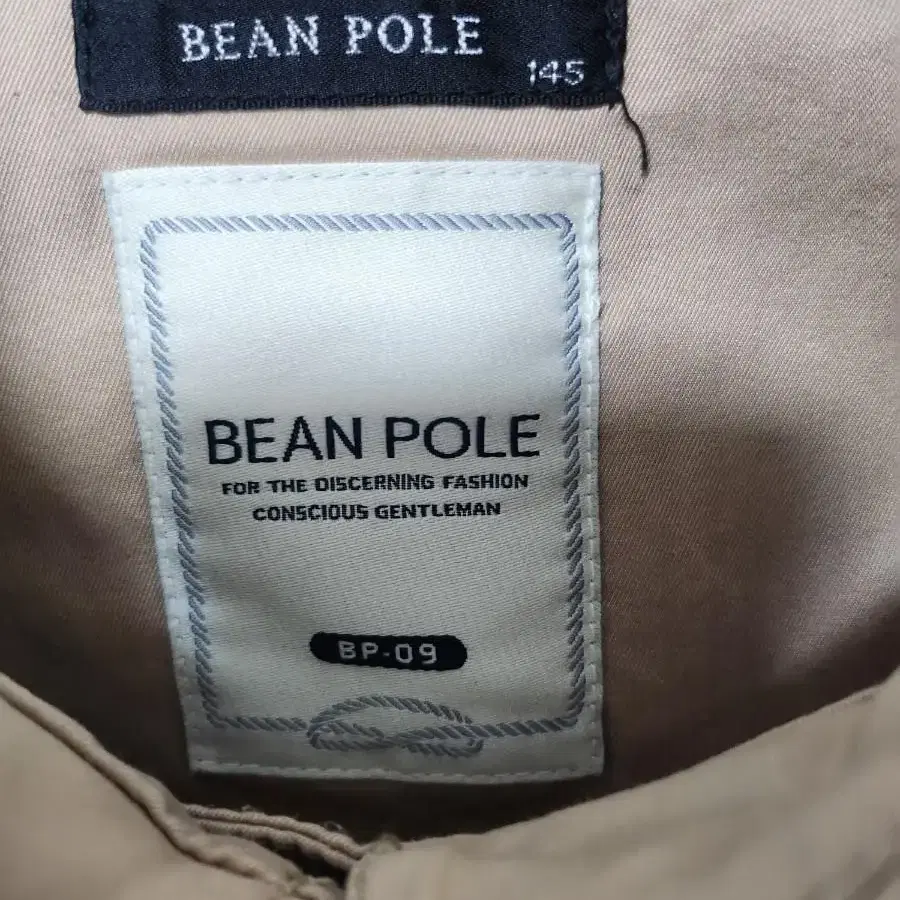 BEAN POLE
145
BEAN POLE
FOR THE DISCERNING FASHION
CONSCIOUS GENTLEMAN
BP-09